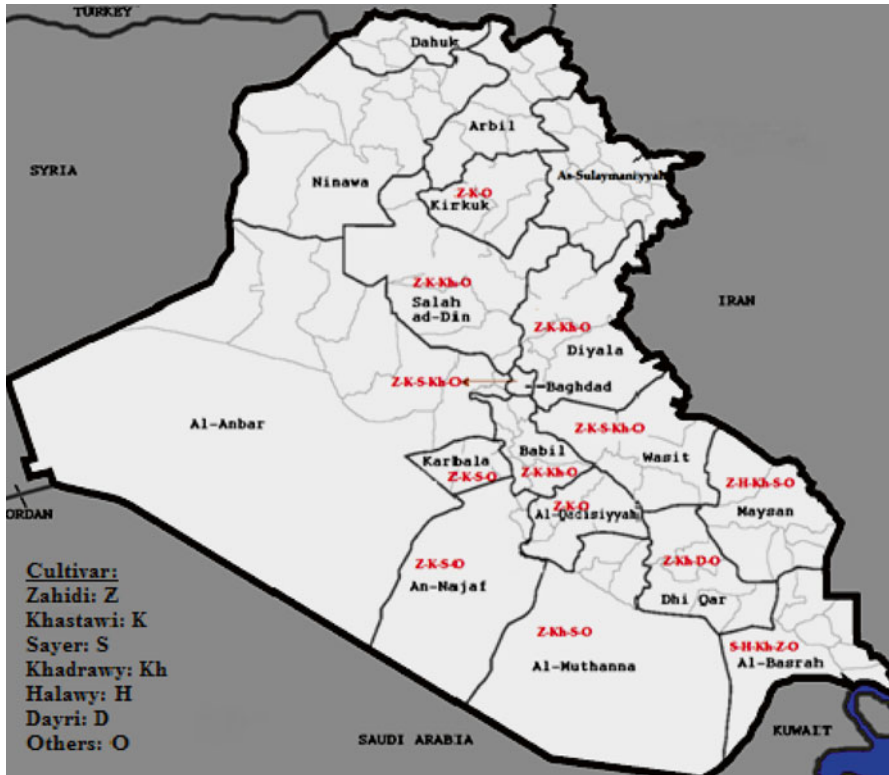 TURKEY
Dahuk
Arbil
SYRIA
Ninawa
As-Sulaymaniyyah
Z-K-O
Kirkuk
Z-K-Kh-O
Salah
ad-Din
IRAN
Z-K-Kh-O
Diyala
Z-K-S-Kh-O
Baghdad
Al-Anbar
Z-K-S-Kh-O
Wasit
Babil
Z-K-Kh-O
Karbala
Z-K-S-O
Z-H-Kh-S-O
Maysan
Z-K-O
Al-Qadisiyyah
ORDAN
Z-K-S-O
An-Najaf
Z-Kh-D-O
Dhi Qar
Z-Kh-S-O
Al-Muthanna
S-H-Kh-Z-O
Al-Basrah
Cultivar:
Zahidi: Z
Khastawi: K
Sayer: S
Khadrawy: Kh
Halawy: H
Dayri: D
Others: O
SAUDI ARABIA
KUWAIT